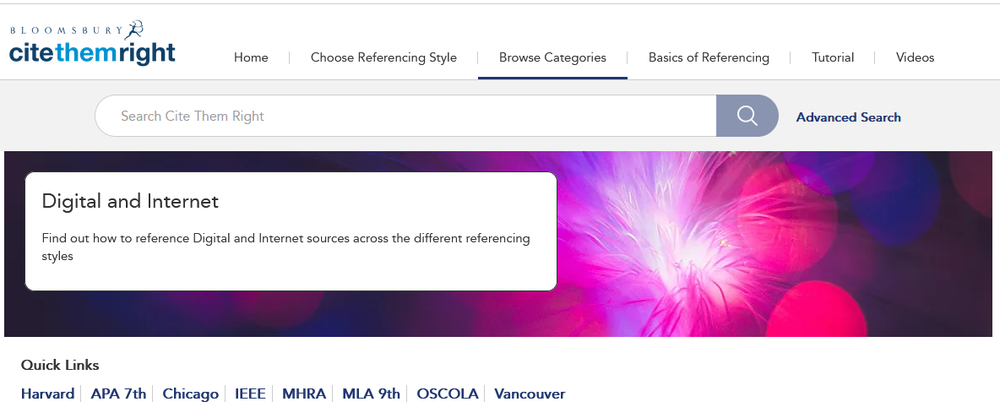 BLOOMSBURY
citethemright
Home
Choose Referencing Style
Browse Categories
Basics of Referencing
Tutorial
Videos
Search Cite Them Right
Advanced Search
Digital and Internet
Find out how to reference Digital and Internet sources across the different referencing
styles
Quick Links
Harvard
APA 7th
Chicago
IEEE
MHRA
MLA 9th
OSCOLA
Vancouver